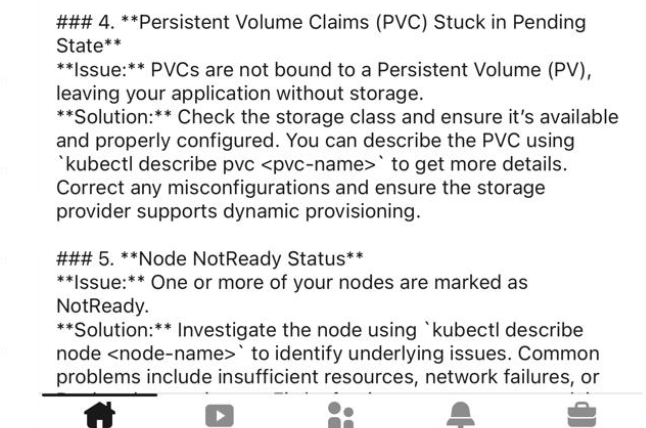 ### 4. **Persistent Volume Claims (PVC) Stuck in Pending
State**
**Issue:** PVCs are not bound to a Persistent Volume (PV),
leaving your application without storage.
**Solution:** Check the storage class and ensure it’s available
and properly configured. You can describe the PVC using
`kubectl describe pvc <pvc-name>` to get more details.
Correct any misconfigurations and ensure the storage
provider supports dynamic provisioning.
### 5. **Node NotReady Status**
**Issue:** One or more of your nodes are marked as
NotReady.
**Solution:** Investigate the node using `kubectl describe
node <node-name>` to identify underlying issues. Common
problems include insufficient resources, network failures, or